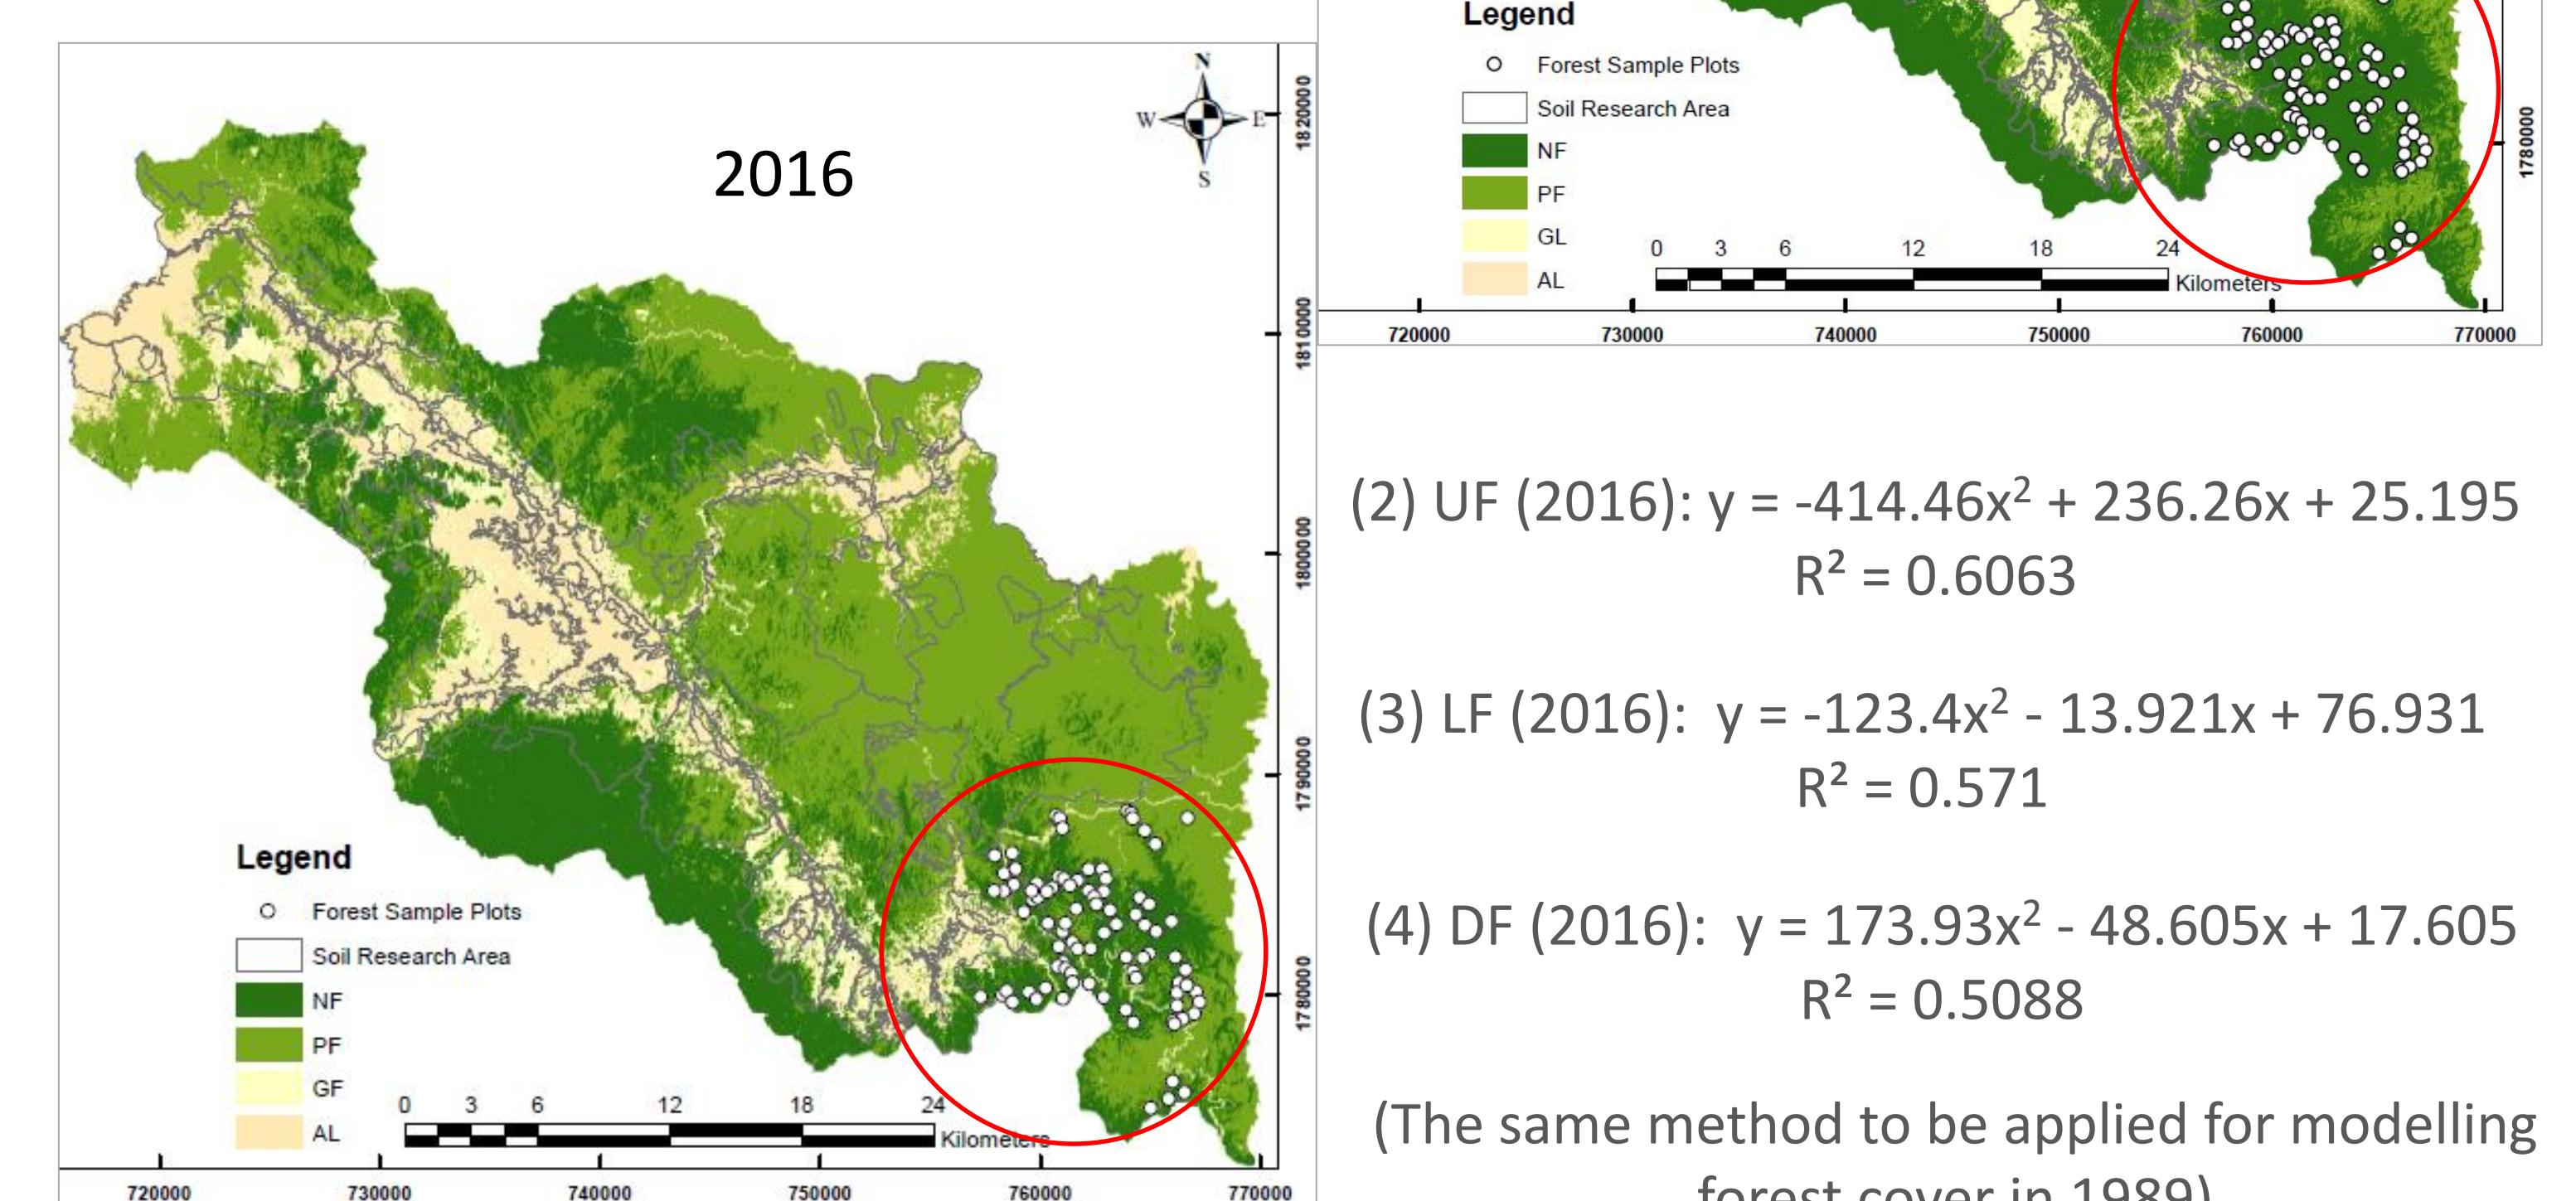 2016
N
W
E
S
1820000
1810000
1800000
1790000
1780000
Legend
Forest Sample Plots
Soil Research Area
NF
PF
GF
AL
0 3 6 12 18 24
Kilometers
720000 730000 740000 750000 760000 770000
Legend
Forest Sample Plots
Soil Research Area
NF
PF
GL
AL
0 3 6 12 18 24
Kilometers
1780000
720000 730000 740000 750000 760000 770000
(2) UF (2016): y = -414.46x² + 236.26x + 25.195
R² = 0.6063
(3) LF (2016): y = -123.4x² - 13.921x + 76.931
R² = 0.571
(4) DF (2016): y = 173.93x² - 48.605x + 17.605
R² = 0.5088
(The same method to be applied for modelling
forest cover in 1989)